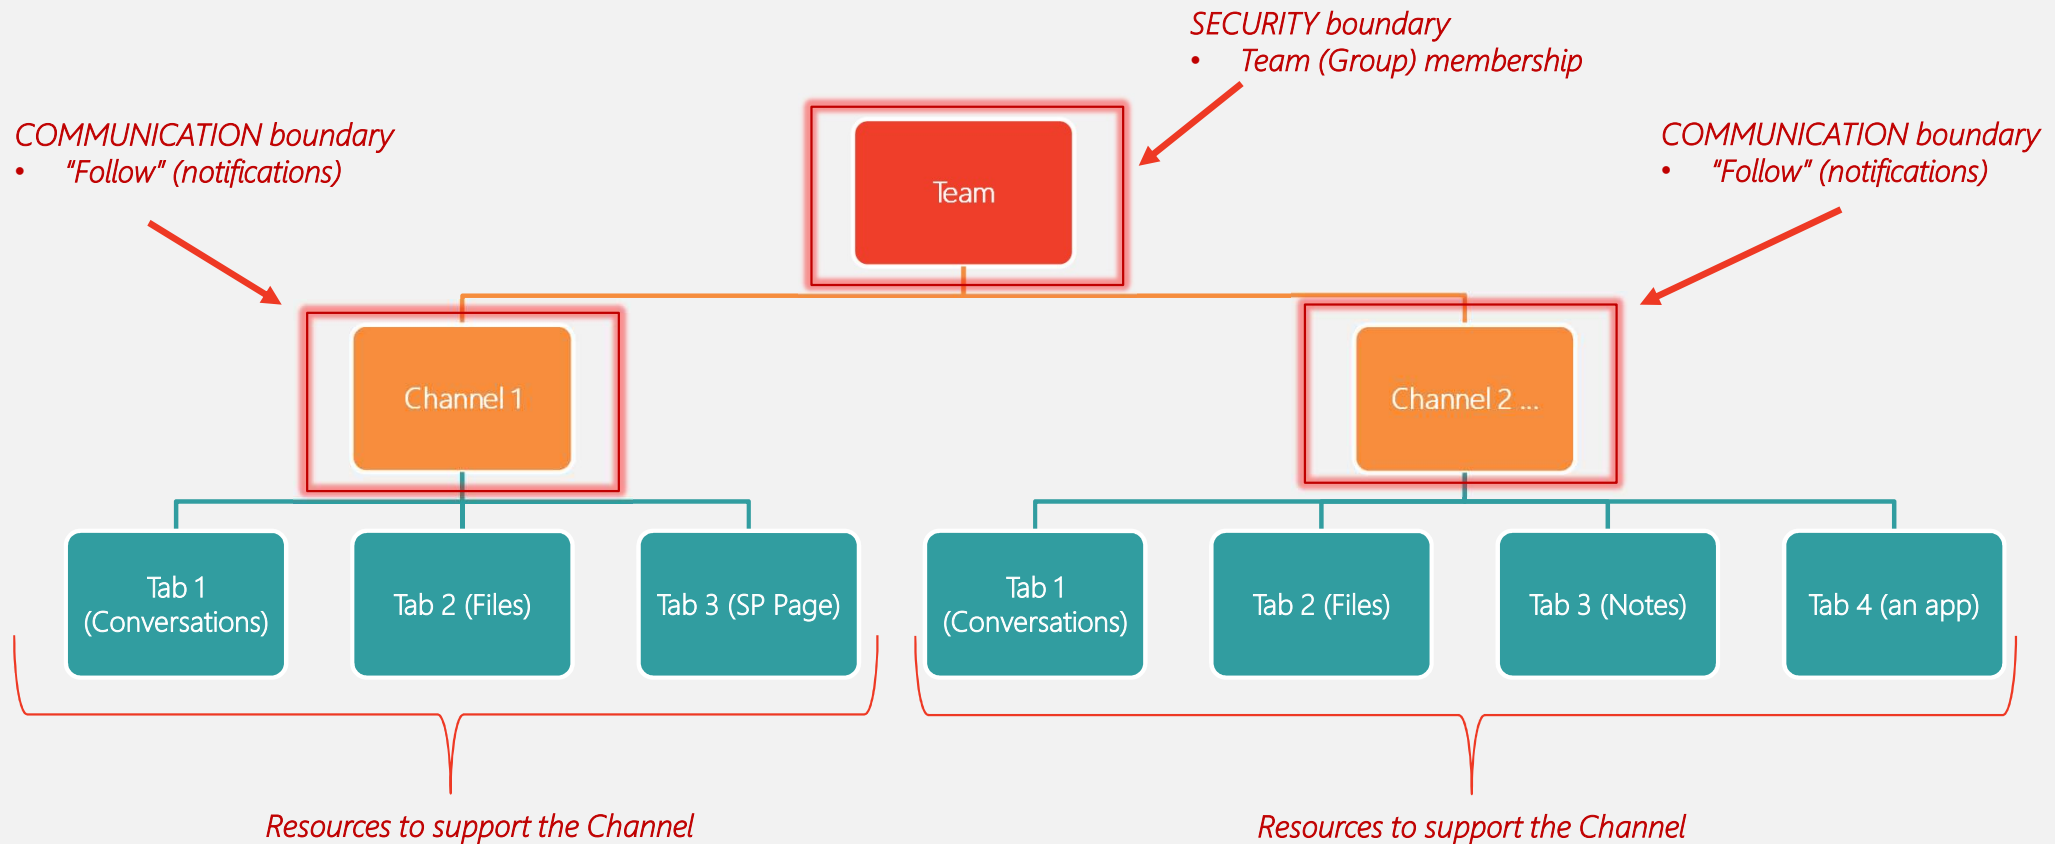 SECURITY boundary
• Team (Group) membership
COMMUNICATION boundary
• "Follow" (notifications)
COMMUNICATION boundary
• "Follow" (notifications)
Team
Channel 1
Channel 2 ...
Tab 1
(Conversations)
Tab 2 (Files)
Tab 3 (SP Page)
Tab 1
(Conversations)
Tab 2 (Files)
Tab 3 (Notes)
Tab 4 (an app)
Resources to support the Channel
Resources to support the Channel